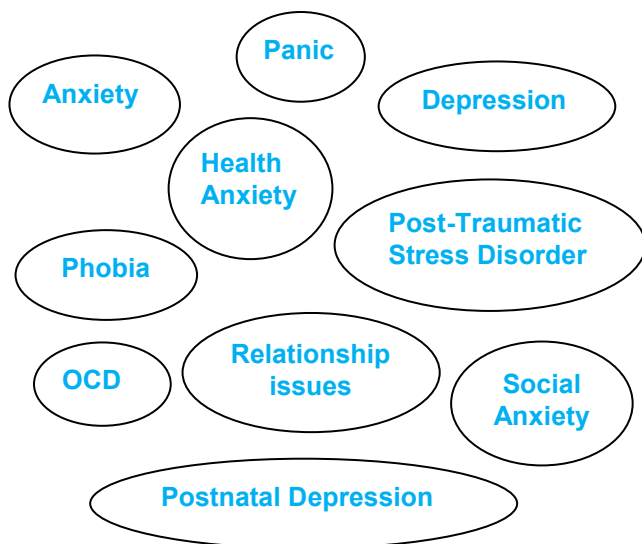 Panic
Anxiety
Depression
Health
Anxiety
Post-Traumatic
Stress Disorder
Phobia
Relationship
issues
OCD
Social
Anxiety
Postnatal Depression